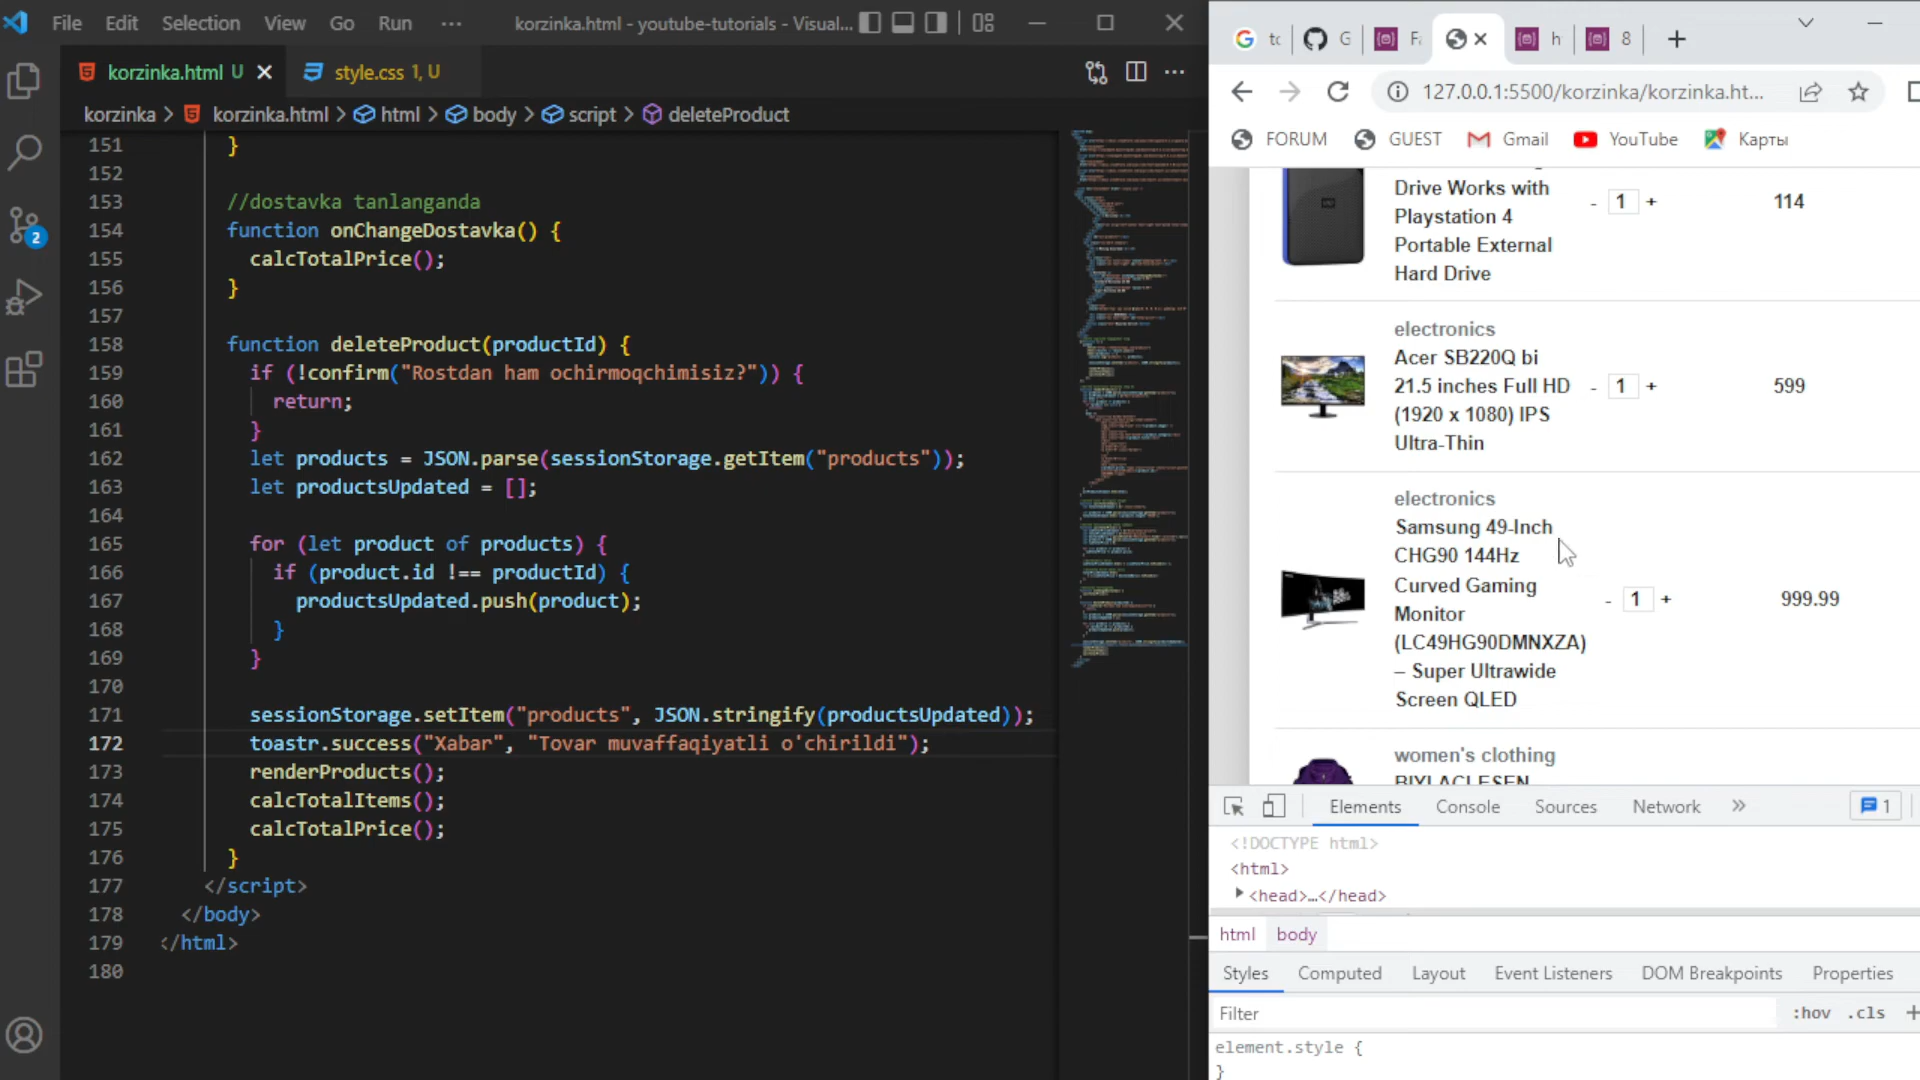 File Edit Selection View Go Run ··· korzinka.html - youtube-tutorials - Visual...
korzinka.html U style.css 1, U
korzinka > korzinka.html > html > body > script > deleteProduct
151 }
152
153 //dostavka tanlanganda
154 function onChangeDostavka() {
155 calcTotalPrice();
156 }
157
158 function deleteProduct(productId) {
159 if (!confirm("Rostdan ham ochirmoqchimisiz?")) {
160 return;
161 }
162 let products = JSON.parse(sessionStorage.getItem("products"));
163 let productsUpdated = [];
164
165 for (let product of products) {
166 if (product.id !== productId) {
167 productsUpdated.push(product);
168 }
169 }
170
171 sessionStorage.setItem("products", JSON.stringify(productsUpdated));
172 toastr.success("Xabar", "Tovar muvaffaqiyatli o'chirildi");
173 renderProducts();
174 calcTotalItems();
175 calcTotalPrice();
176 }
177 </script>
178 </body>
179 </html>
180
2
G F h 8
127.0.0.1:5500/korzinka/korzinka.ht...
FORUM GUEST Gmail YouTube Карты
Drive Works with
Playstation 4
Portable External
Hard Drive
- 1 + 114
electronics
Acer SB220Q bi
21.5 inches Full HD
(1920 x 1080) IPS
Ultra-Thin
- 1 + 599
electronics
Samsung 49-Inch
CHG90 144Hz
Curved Gaming
Monitor
(LC49HG90DMNXZA)
– Super Ultrawide
Screen QLED
- 1 + 999.99
women's clothing
BIYLACLESEN
Elements Console Sources Network » 1
<!DOCTYPE html>
<html>
<head>…</head>
html body
Styles Computed Layout Event Listeners DOM Breakpoints Properties
Filter :hov .cls +
element.style {
}